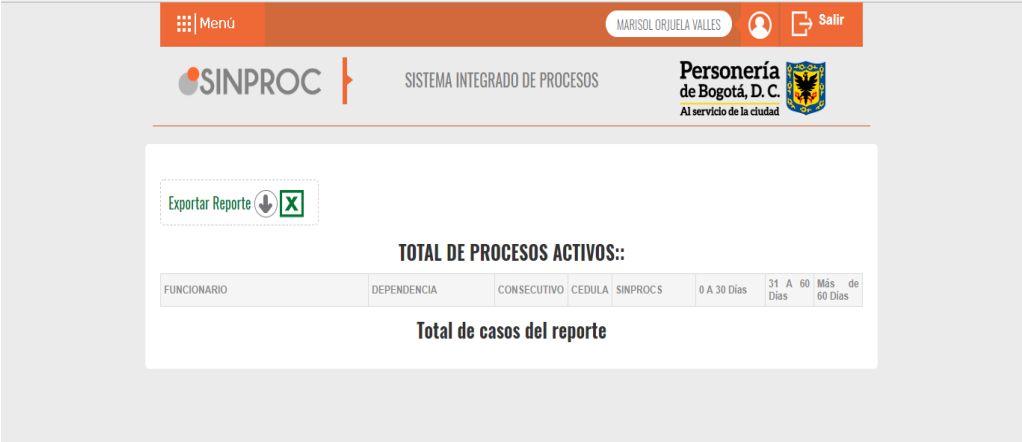 Menú
MARISOL ORJUELA VALLES
Salir
SINPROC
SISTEMA INTEGRADO DE PROCESOS
Personería
de Bogotá, D. C.
Al servicio de la ciudad
Exportar Reporte
X
TOTAL DE PROCESOS ACTIVOS::
FUNCIONARIO DEPENDENCIA CONSECUTIVO CEDULA SINPROCS 0 A 30 Días 31 A 60 Días Más de 60 Días
Total de casos del reporte